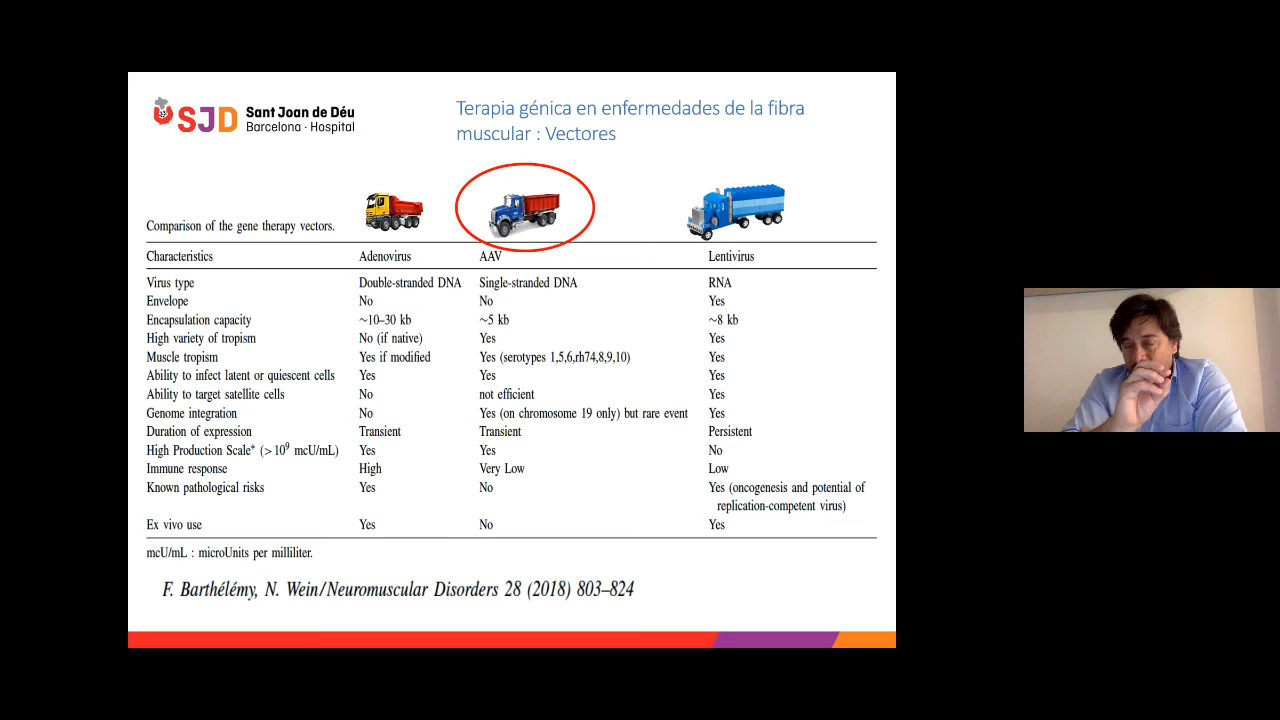 SJD Sant Joan de Déu
Barcelona · Hospital
Terapia génica en enfermedades de la fibra
muscular : Vectores
Comparison of the gene therapy vectors.
Characteristics Adenovirus AAV Lentivirus
Virus type Double-stranded DNA Single-stranded DNA RNA
Envelope No No Yes
Encapsulation capacity ~10–30 kb ~5 kb ~8 kb
High variety of tropism No (if native) Yes Yes
Muscle tropism Yes if modified Yes (serotypes 1,5,6,rh74,8,9,10) Yes
Ability to infect latent or quiescent cells Yes Yes Yes
Ability to target satellite cells No not efficient Yes
Genome integration No Yes (on chromosome 19 only) but rare event Yes
Duration of expression Transient Transient Persistent
High Production Scale* (>10⁹ mcU/mL) Yes Yes No
Immune response High Very Low Low
Known pathological risks Yes No Yes (oncogenesis and potential of
replication-competent virus)
Ex vivo use Yes No Yes
mcU/mL : microUnits per milliliter.
F. Barthélémy, N. Wein/Neuromuscular Disorders 28 (2018) 803–824